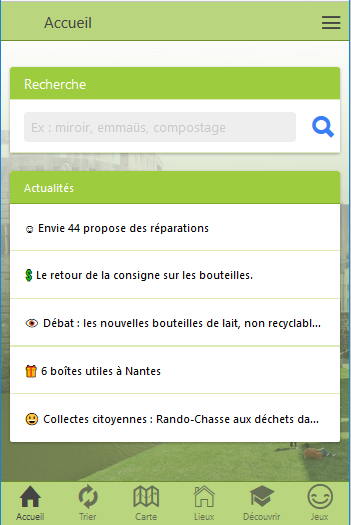 Accueil
Recherche
Ex : miroir, emmaüs, compostage
Actualités
☺ Envie 44 propose des réparations
💲 Le retour de la consigne sur les bouteilles.
👁 Débat : les nouvelles bouteilles de lait, non recyclabl...
🎁 6 boîtes utiles à Nantes
😃 Collectes citoyennes : Rando-Chasse aux déchets da...
Accueil Trier Carte Lieux Découvrir Jeux